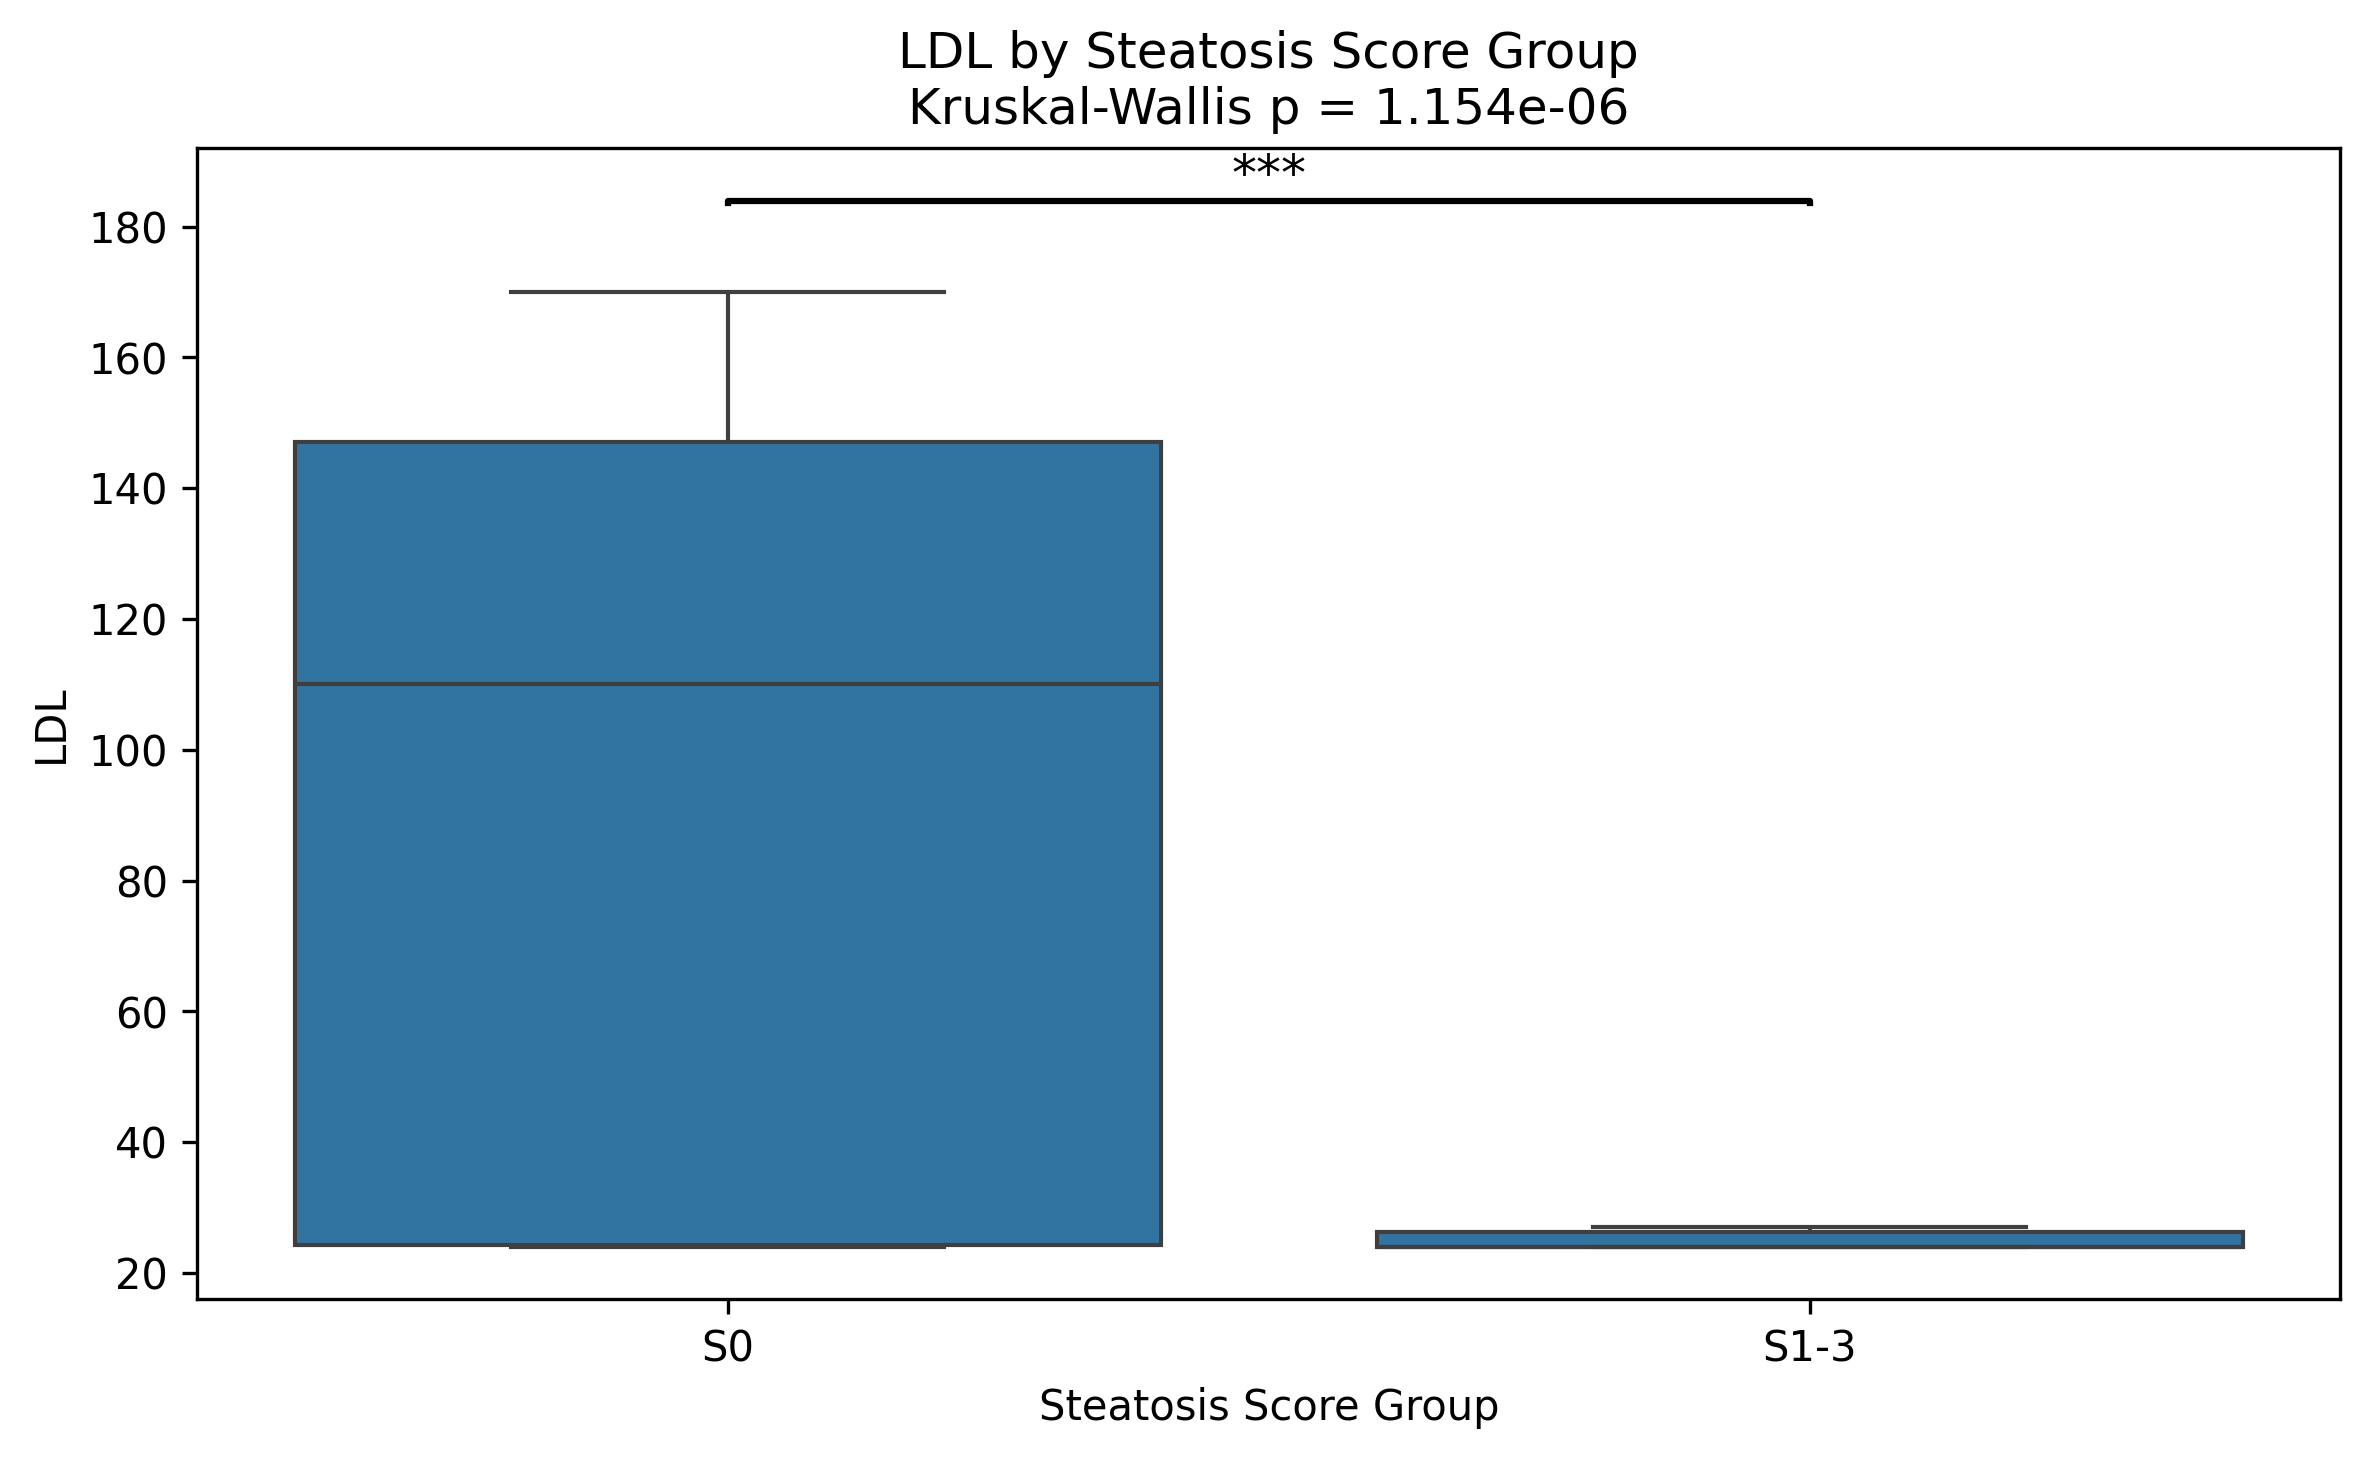 LDL by Steatosis Score Group
Kruskal-Wallis p = 1.154e-06
***
180
160
140
120
100
80
60
40
20
LDL
S0
S1-3
Steatosis Score Group